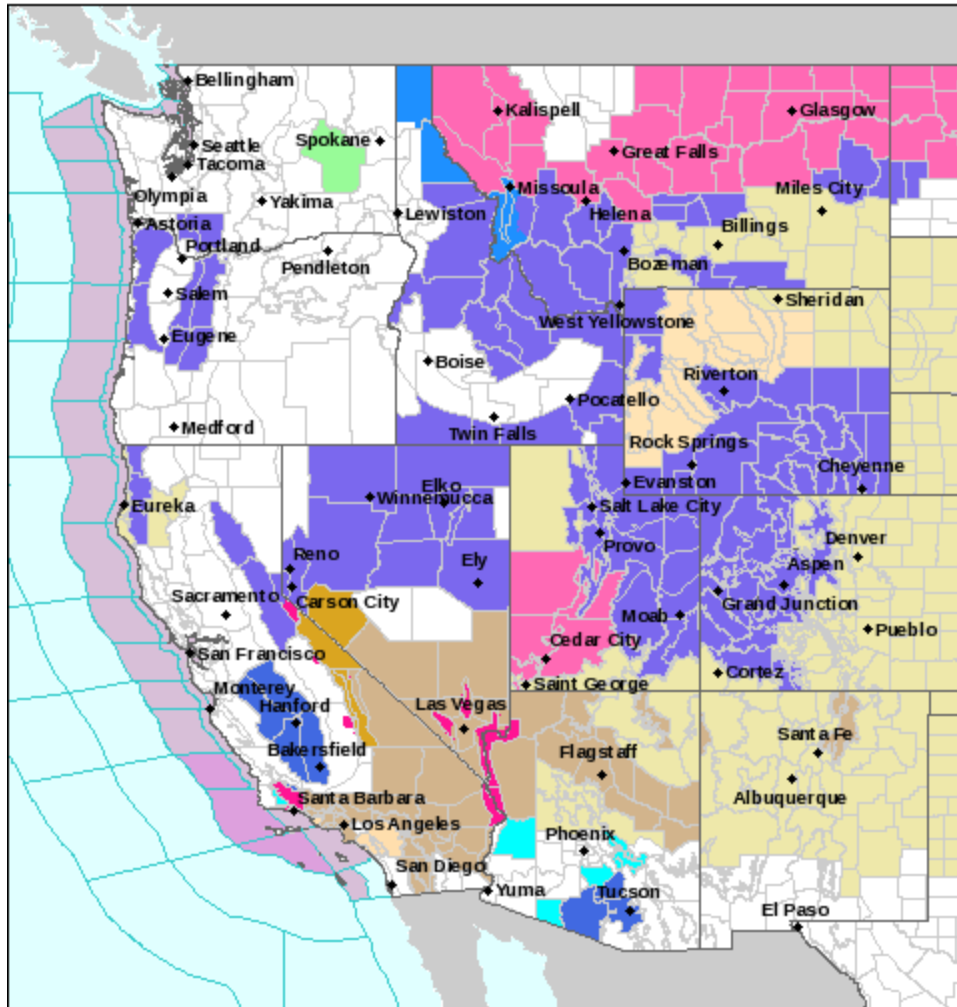 Bellingham
Kalispell
Glasgow
Seattle
Spokane
Great Falls
Tacoma
Missoula
Miles City
Olympia
Yakima
Lewiston
Helena
Astoria
Billings
Portland
Pendleton
Bozeman
Salem
Sheridan
West Yellowstone
Eugene
Boise
Riverton
Pocatello
Medford
Twin Falls
Rock Springs
Elko
Evanston
Cheyenne
Winnemucca
Eureka
Salt Lake City
Provo
Denver
Reno
Ely
Aspen
Sacramento
Carson City
Grand Junction
Moab
Pueblo
Cedar City
San Francisco
Cortez
Saint George
Monterey
Hanford
Las Vegas
Santa Fe
Flagstaff
Bakersfield
Albuquerque
Santa Barbara
Los Angeles
Phoenix
San Diego
Yuma
Tucson
El Paso